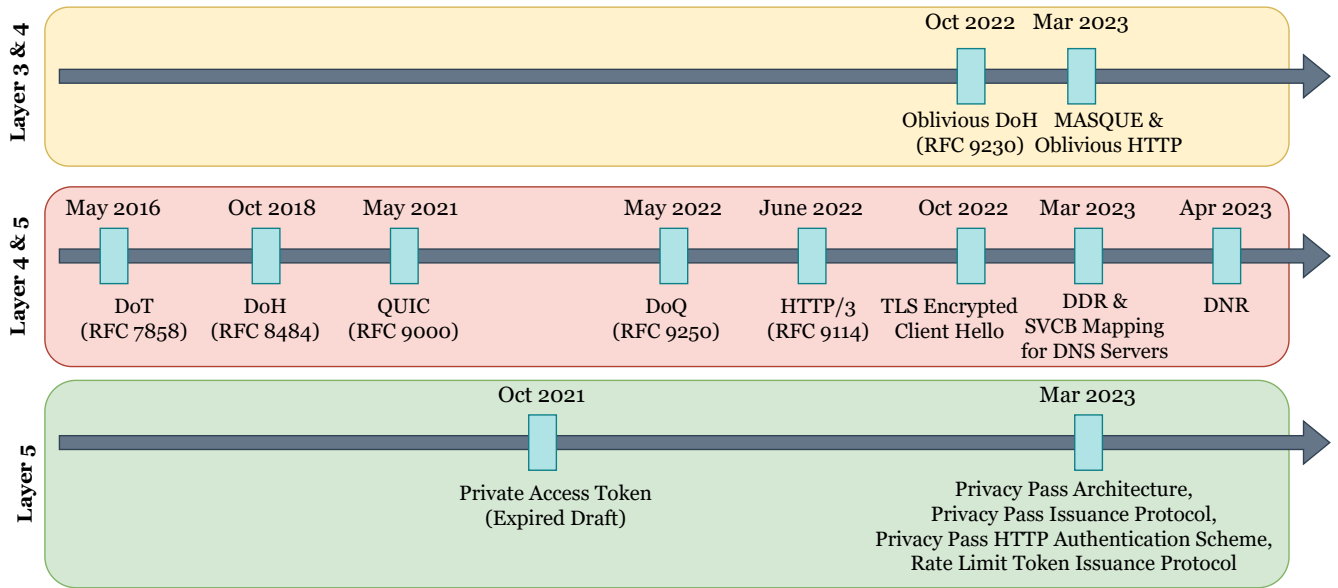 Layer 3 & 4
Oct 2022
Mar 2023
Oblivious DoH
(RFC 9230)
MASQUE &
Oblivious HTTP
Layer 4 & 5
May 2016
Oct 2018
May 2021
May 2022
June 2022
Oct 2022
Mar 2023
Apr 2023
DoT
(RFC 7858)
DoH
(RFC 8484)
QUIC
(RFC 9000)
DoQ
(RFC 9250)
HTTP/3
(RFC 9114)
TLS Encrypted
Client Hello
DDR &
SVCB Mapping
for DNS Servers
DNR
Layer 5
Oct 2021
Mar 2023
Private Access Token
(Expired Draft)
Privacy Pass Architecture,
Privacy Pass Issuance Protocol,
Privacy Pass HTTP Authentication Scheme,
Rate Limit Token Issuance Protocol